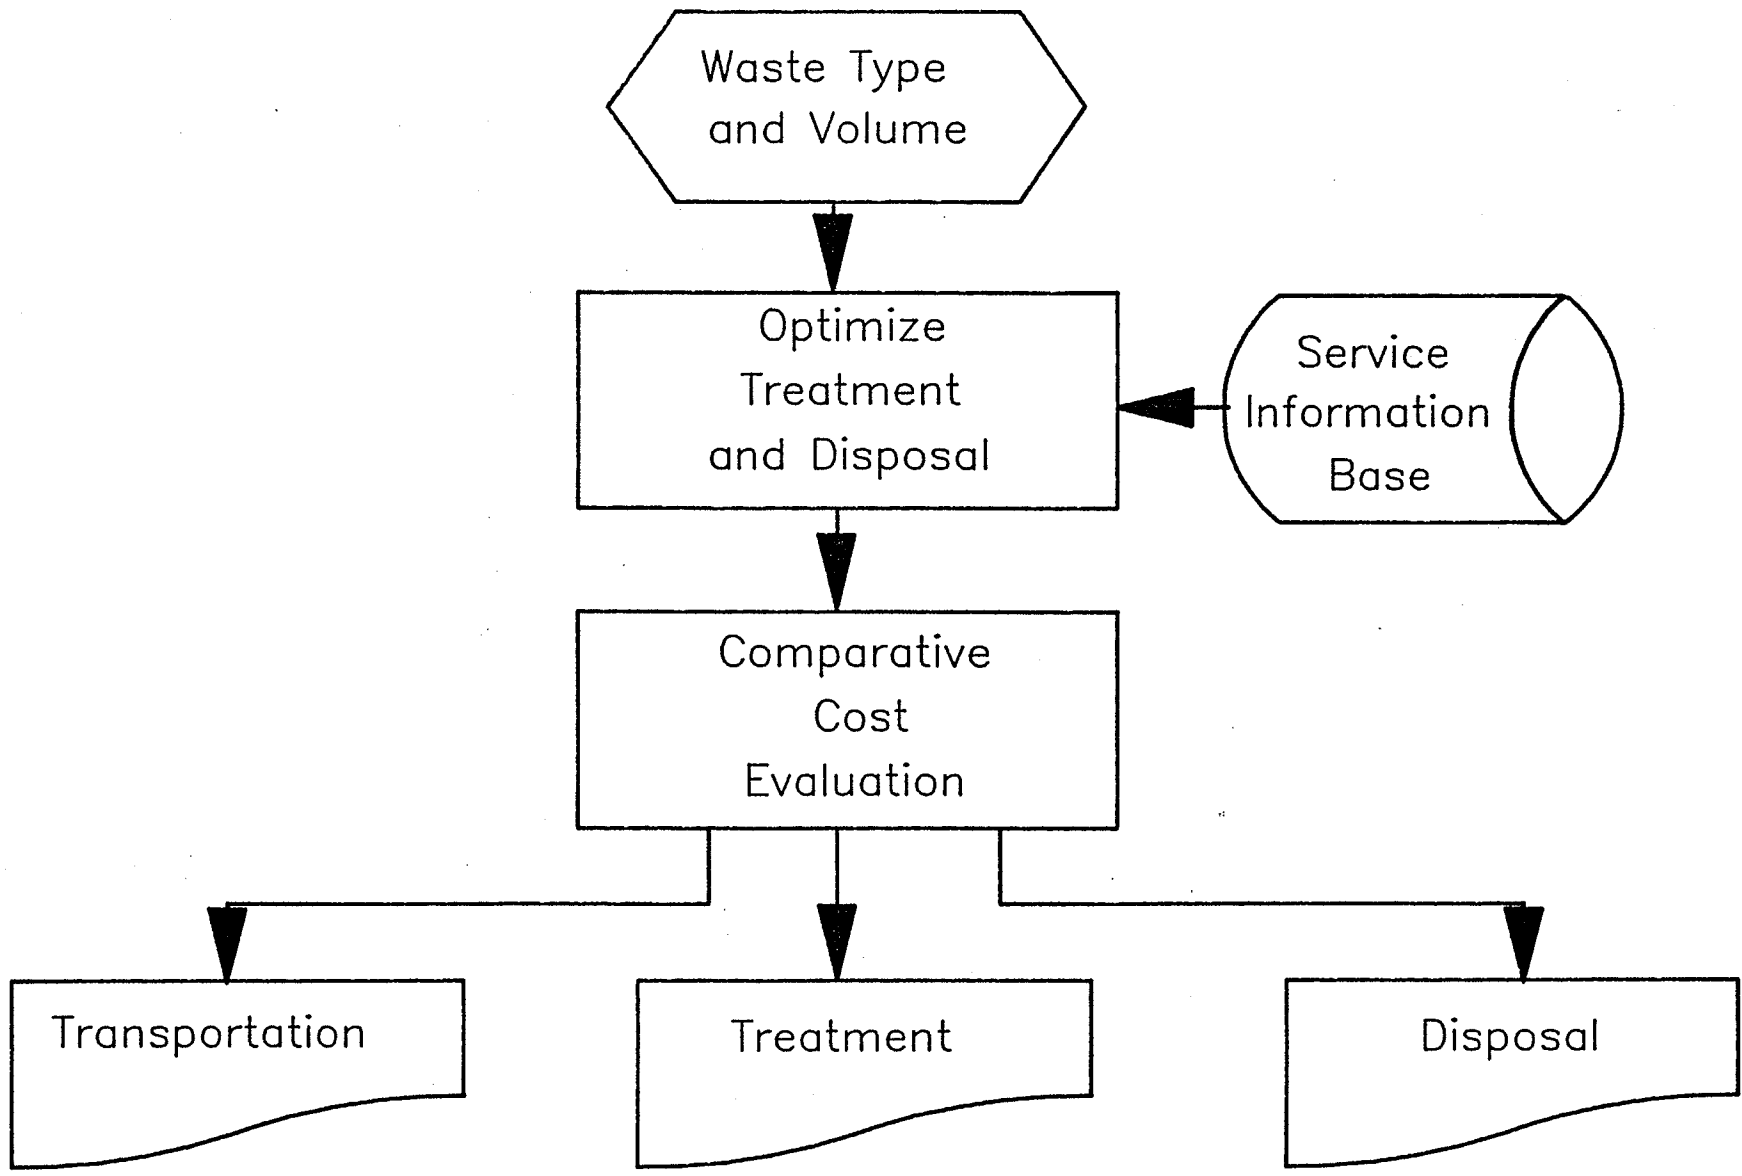 Waste Type
and Volume
Optimize
Treatment
and Disposal
Service
Information
Base
Comparative
Cost
Evaluation
Transportation
Treatment
Disposal